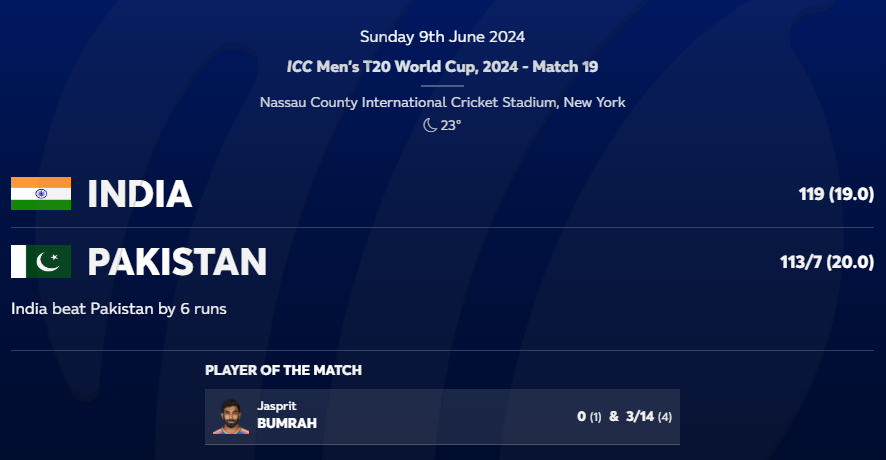 Sunday 9th June 2024
ICC Men's T20 World Cup, 2024 - Match 19
Nassau County International Cricket Stadium, New York
23°
INDIA 119 (19.0)
PAKISTAN 113/7 (20.0)
India beat Pakistan by 6 runs
PLAYER OF THE MATCH
Jasprit
BUMRAH 0 (1) & 3/14 (4)